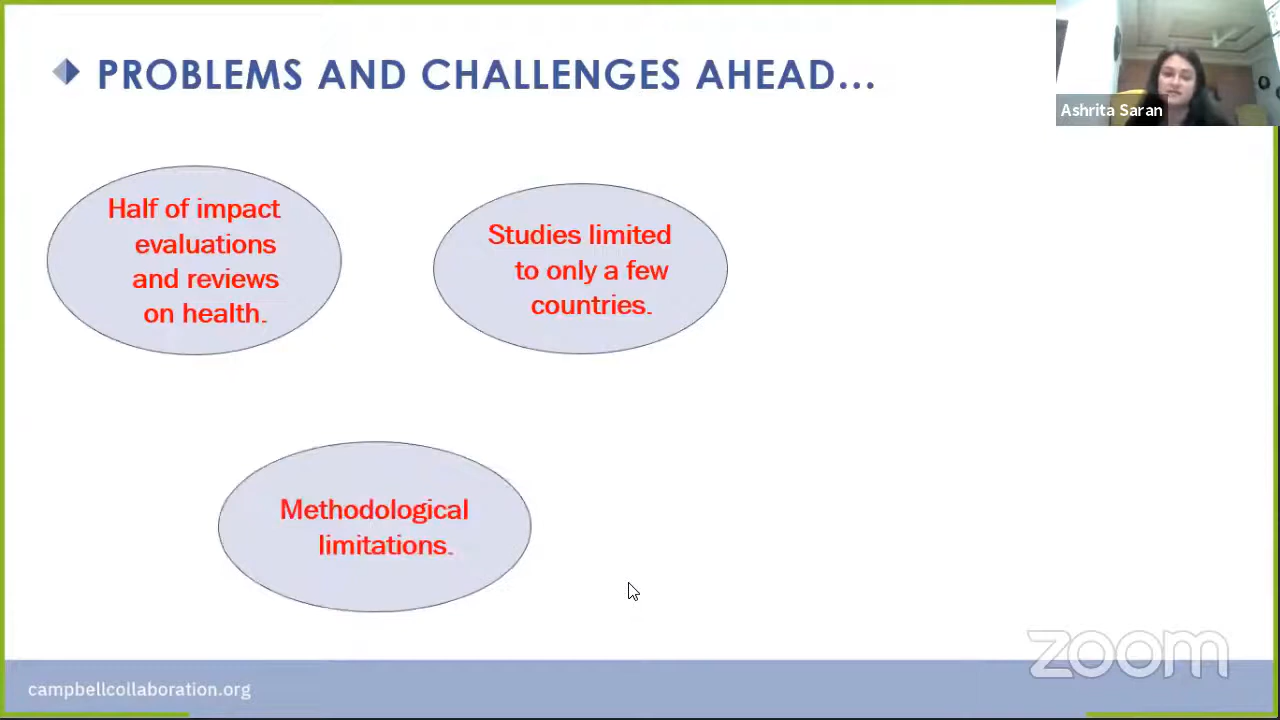 PROBLEMS AND CHALLENGES AHEAD...
Ashrita Saran
Half of impact
evaluations
and reviews
on health.
Studies limited
to only a few
countries.
Methodological
limitations.
zoom
campbellcollaboration.org